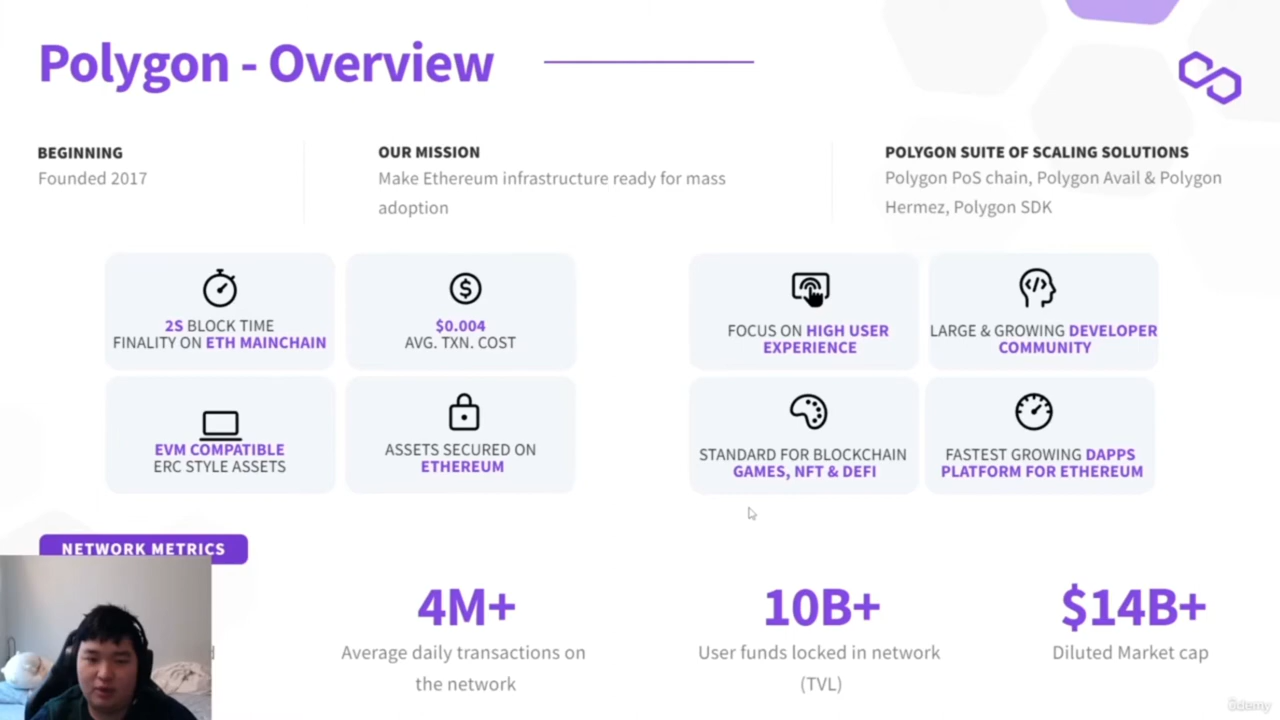 Polygon - Overview
BEGINNING
Founded 2017
OUR MISSION
Make Ethereum infrastructure ready for mass
adoption
POLYGON SUITE OF SCALING SOLUTIONS
Polygon PoS chain, Polygon Avail & Polygon
Hermez, Polygon SDK
2S BLOCK TIME
FINALITY ON ETH MAINCHAIN
$0.004
AVG. TXN. COST
FOCUS ON HIGH USER
EXPERIENCE
LARGE & GROWING DEVELOPER
COMMUNITY
EVM COMPATIBLE
ERC STYLE ASSETS
ASSETS SECURED ON
ETHEREUM
STANDARD FOR BLOCKCHAIN
GAMES, NFT & DEFI
FASTEST GROWING DAPPS
PLATFORM FOR ETHEREUM
NETWORK METRICS
4M+
Average daily transactions on
the network
10B+
User funds locked in network
(TVL)
$14B+
Diluted Market cap
ûdemy